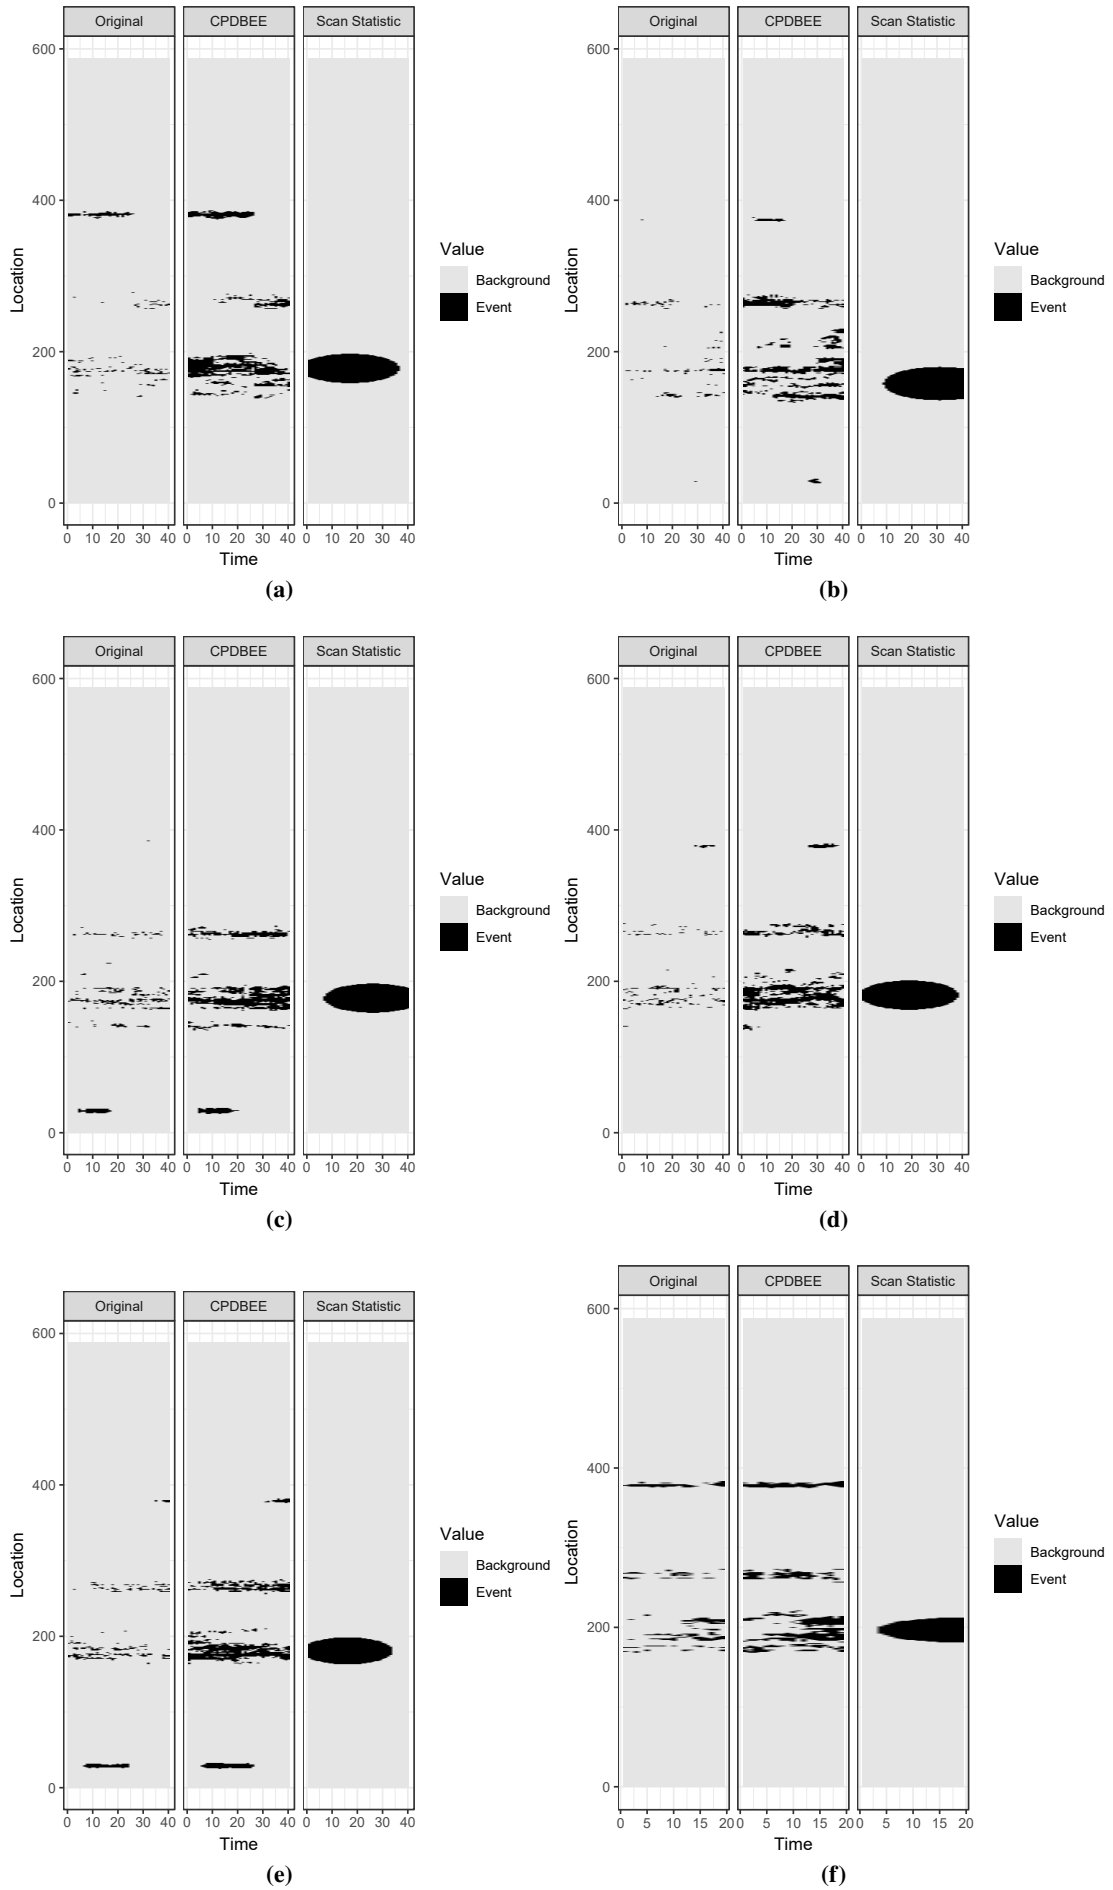 Original CPDBEE Scan Statistic
600
400
200
0
Location
0 10 20 30 40 0 10 20 30 40 0 10 20 30 40
Time
Value
Background
Event
(a)
Original CPDBEE Scan Statistic
600
400
200
0
Location
0 10 20 30 40 0 10 20 30 40 0 10 20 30 40
Time
Value
Background
Event
(b)
Original CPDBEE Scan Statistic
600
400
200
0
Location
0 10 20 30 40 0 10 20 30 40 0 10 20 30 40
Time
Value
Background
Event
(c)
Original CPDBEE Scan Statistic
600
400
200
0
Location
0 10 20 30 40 0 10 20 30 40 0 10 20 30 40
Time
Value
Background
Event
(d)
Original CPDBEE Scan Statistic
600
400
200
0
Location
0 10 20 30 40 0 10 20 30 40 0 10 20 30 40
Time
Value
Background
Event
(e)
Original CPDBEE Scan Statistic
600
400
200
0
Location
0 5 10 15 20 0 5 10 15 20 0 5 10 15 20
Time
Value
Background
Event
(f)